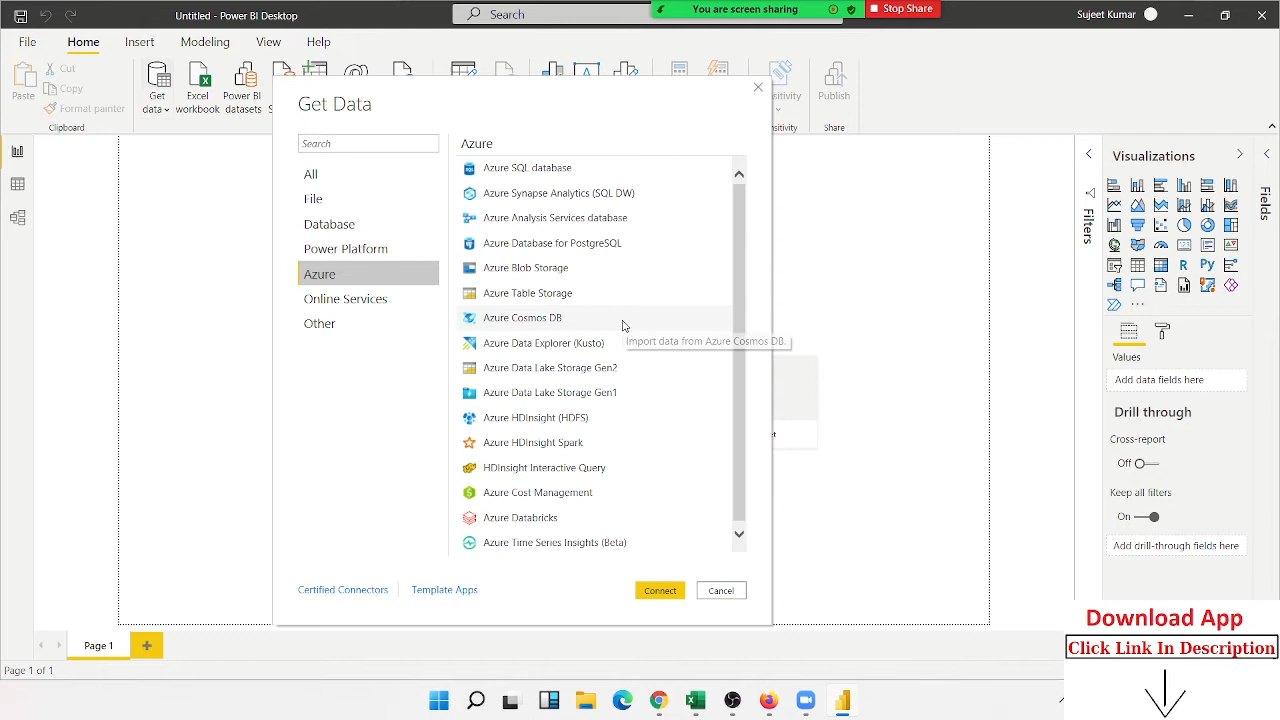 Untitled - Power BI Desktop
Search
You are screen sharing
Stop Share
Sujeet Kumar
File
Home
Insert
Modeling
View
Help
Paste
Cut
Copy
Format painter
Clipboard
Get
data
Excel
workbook
Power BI
datasets
Publish
Share
Get Data
Search
All
File
Database
Power Platform
Azure
Online Services
Other
Azure
Azure SQL database
Azure Synapse Analytics (SQL DW)
Azure Analysis Services database
Azure Database for PostgreSQL
Azure Blob Storage
Azure Table Storage
Azure Cosmos DB
Import data from Azure Cosmos DB.
Azure Data Explorer (Kusto)
Azure Data Lake Storage Gen2
Azure Data Lake Storage Gen1
Azure HDInsight (HDFS)
Azure HDInsight Spark
HDInsight Interactive Query
Azure Cost Management
Azure Databricks
Azure Time Series Insights (Beta)
Certified Connectors
Template Apps
Connect
Cancel
Filters
Visualizations
Fields
R
Py
Values
Add data fields here
Drill through
Cross-report
Off
Keep all filters
On
Add drill-through fields here
Page 1
Page 1 of 1
Download App
Click Link In Description